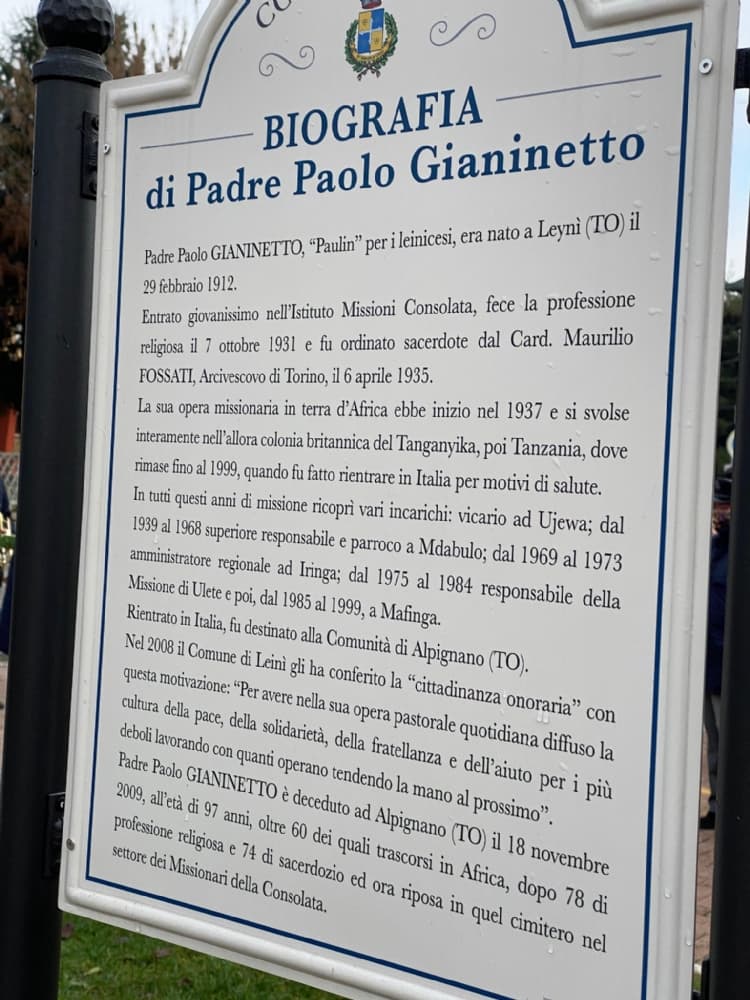 BIOGRAFIA
di Padre Paolo Gianinetto
Padre Paolo GIANINETTO, “Paulin” per i leinicesi, era nato a Leynì (TO) il
29 febbraio 1912.
Entrato giovanissimo nell’Istituto Missioni Consolata, fece la professione
religiosa il 7 ottobre 1931 e fu ordinato sacerdote dal Card. Maurilio
FOSSATI, Arcivescovo di Torino, il 6 aprile 1935.
La sua opera missionaria in terra d’Africa ebbe inizio nel 1937 e si svolse
interamente nell’allora colonia britannica del Tanganyika, poi Tanzania, dove
rimase fino al 1999, quando fu fatto rientrare in Italia per motivi di salute.
In tutti questi anni di missione ricoprì vari incarichi: vicario ad Ujewa; dal
1939 al 1968 superiore responsabile e parroco a Mdabulo; dal 1969 al 1973
amministratore regionale ad Iringa; dal 1975 al 1984 responsabile della
Missione di Ulete e poi, dal 1985 al 1999, a Mafinga.
Rientrato in Italia, fu destinato alla Comunità di Alpignano (TO).
Nel 2008 il Comune di Leinì gli ha conferito la “cittadinanza onoraria” con
questa motivazione: “Per avere nella sua opera pastorale quotidiana diffuso la
cultura della pace, della solidarietà, della fratellanza e dell’aiuto per i più
deboli lavorando con quanti operano tendendo la mano al prossimo”.
Padre Paolo GIANINETTO è deceduto ad Alpignano (TO) il 18 novembre
2009, all’età di 97 anni, oltre 60 dei quali trascorsi in Africa, dopo 78 di
professione religiosa e 74 di sacerdozio ed ora riposa in quel cimitero nel
settore dei Missionari della Consolata.